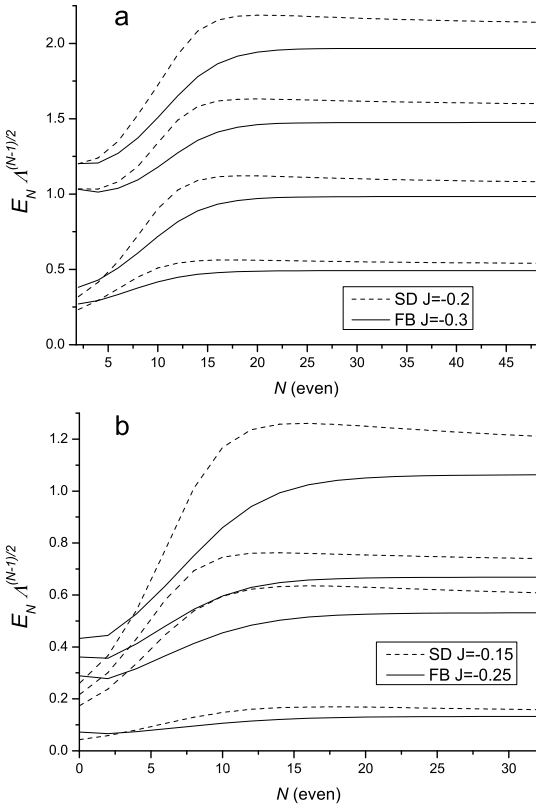 a
2.0
1.5
1.0
0.5
0.0
E_N Λ^(N-1)/2
SD J=-0.2
FB J=-0.3
5 10 15 20 25 30 35 40 45
N (even)
b
1.2
1.0
0.8
0.6
0.4
0.2
0.0
E_N Λ^(N-1)/2
SD J=-0.15
FB J=-0.25
0 5 10 15 20 25 30
N (even)